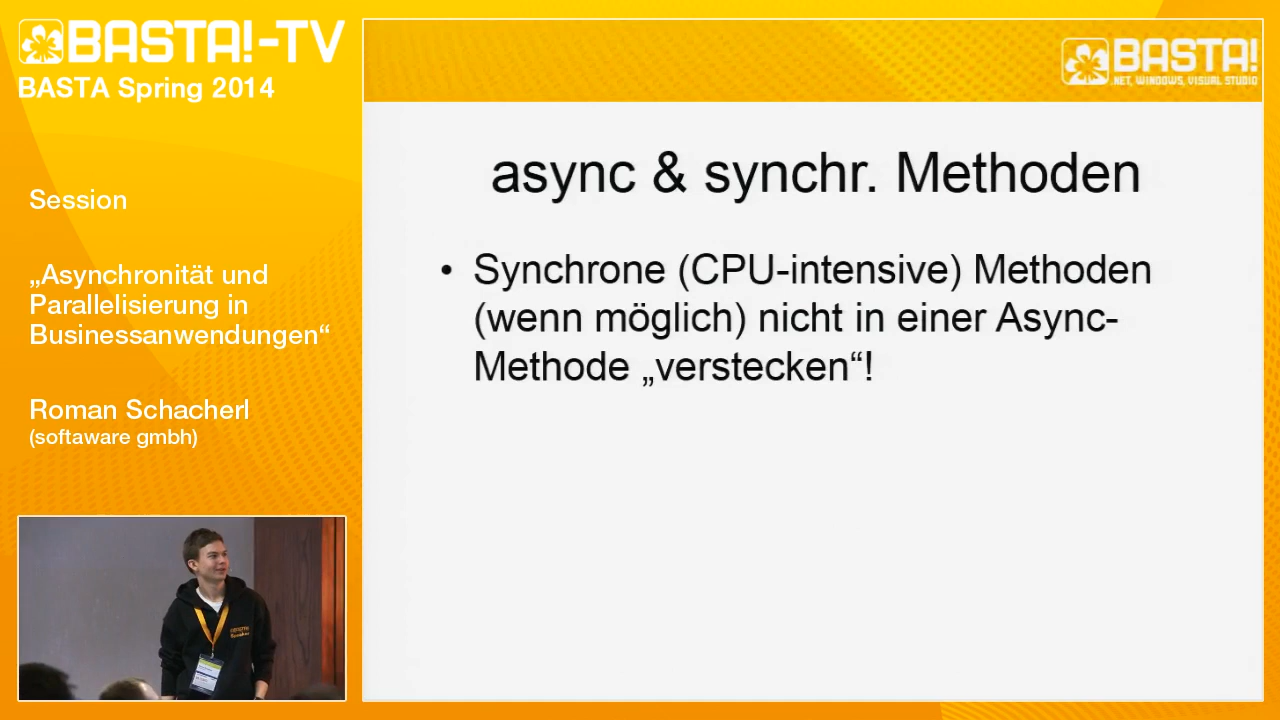 BASTA!-TV
BASTA Spring 2014
Session
„Asynchronität und
Parallelisierung in
Businessanwendungen“
Roman Schacherl
(softaware gmbh)
BASTA!
.NET, WINDOWS, VISUAL STUDIO
async & synchr. Methoden
• Synchrone (CPU-intensive) Methoden
(wenn möglich) nicht in einer Async-
Methode „verstecken“!